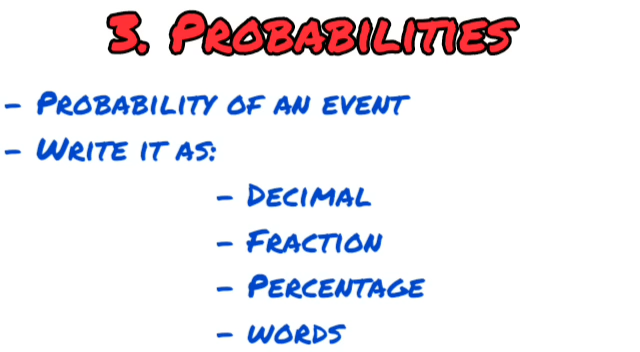 3. Probabilities
- Probability of an event
- Write it as:
- Decimal
- Fraction
- Percentage
- words